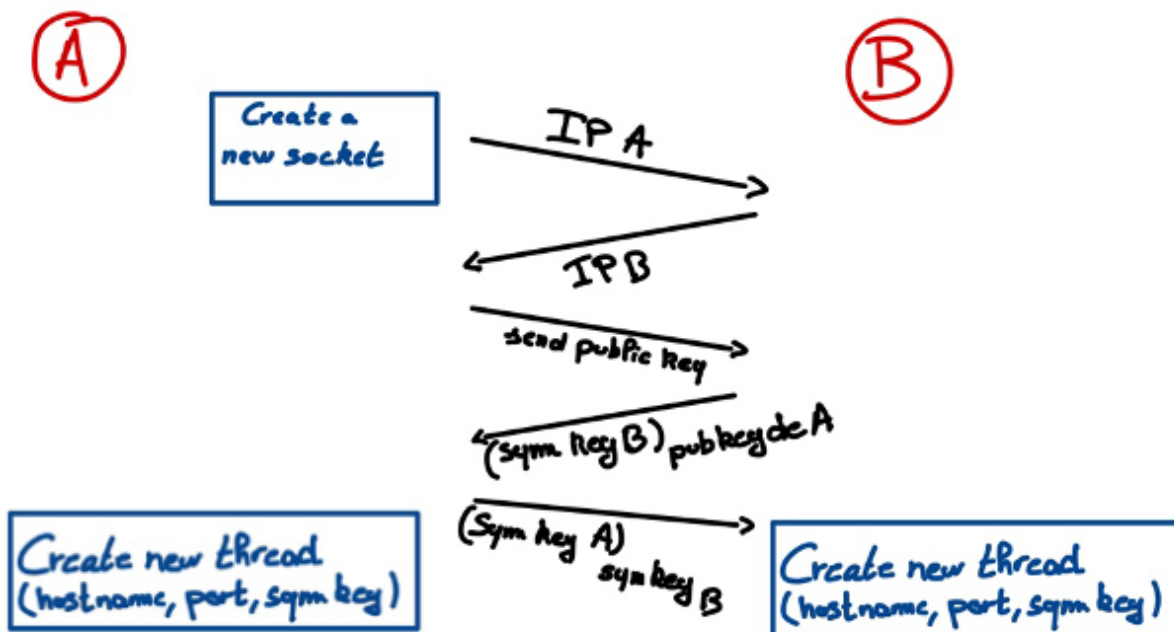 A
B
Create a
new socket
IP A
IP B
send public key
(sym key B) pubkey de A
(Sym key A)
sym key B
Create new thread
(hostname, port, sym key)
Create new thread
(hostname, port, sym key)